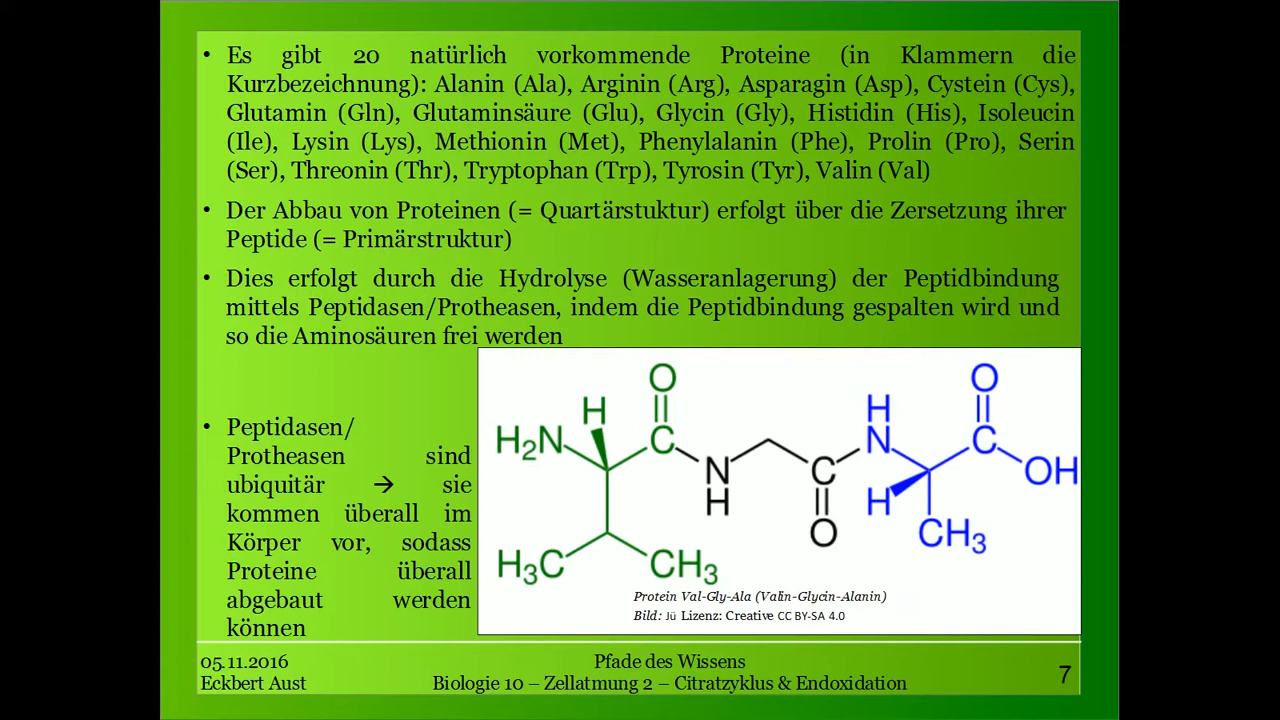 • Es gibt 20 natürlich vorkommende Proteine (in Klammern die
Kurzbezeichnung): Alanin (Ala), Arginin (Arg), Asparagin (Asp), Cystein (Cys),
Glutamin (Gln), Glutaminsäure (Glu), Glycin (Gly), Histidin (His), Isoleucin
(Ile), Lysin (Lys), Methionin (Met), Phenylalanin (Phe), Prolin (Pro), Serin
(Ser), Threonin (Thr), Tryptophan (Trp), Tyrosin (Tyr), Valin (Val)
• Der Abbau von Proteinen (= Quartärstuktur) erfolgt über die Zersetzung ihrer
Peptide (= Primärstruktur)
• Dies erfolgt durch die Hydrolyse (Wasseranlagerung) der Peptidbindung
mittels Peptidasen/Protheasen, indem die Peptidbindung gespalten wird und
so die Aminosäuren frei werden
• Peptidasen/
Protheasen sind
ubiquitär → sie
kommen überall im
Körper vor, sodass
Proteine überall
abgebaut werden
können
O O
H H
H2N C N C
N C H OH
H O CH3
H3C CH3
Protein Val-Gly-Ala (Valin-Glycin-Alanin)
Bild: Jü Lizenz: Creative CC BY-SA 4.0
05.11.2016
Eckbert Aust
Pfade des Wissens
Biologie 10 – Zellatmung 2 – Citratzyklus & Endoxidation
7